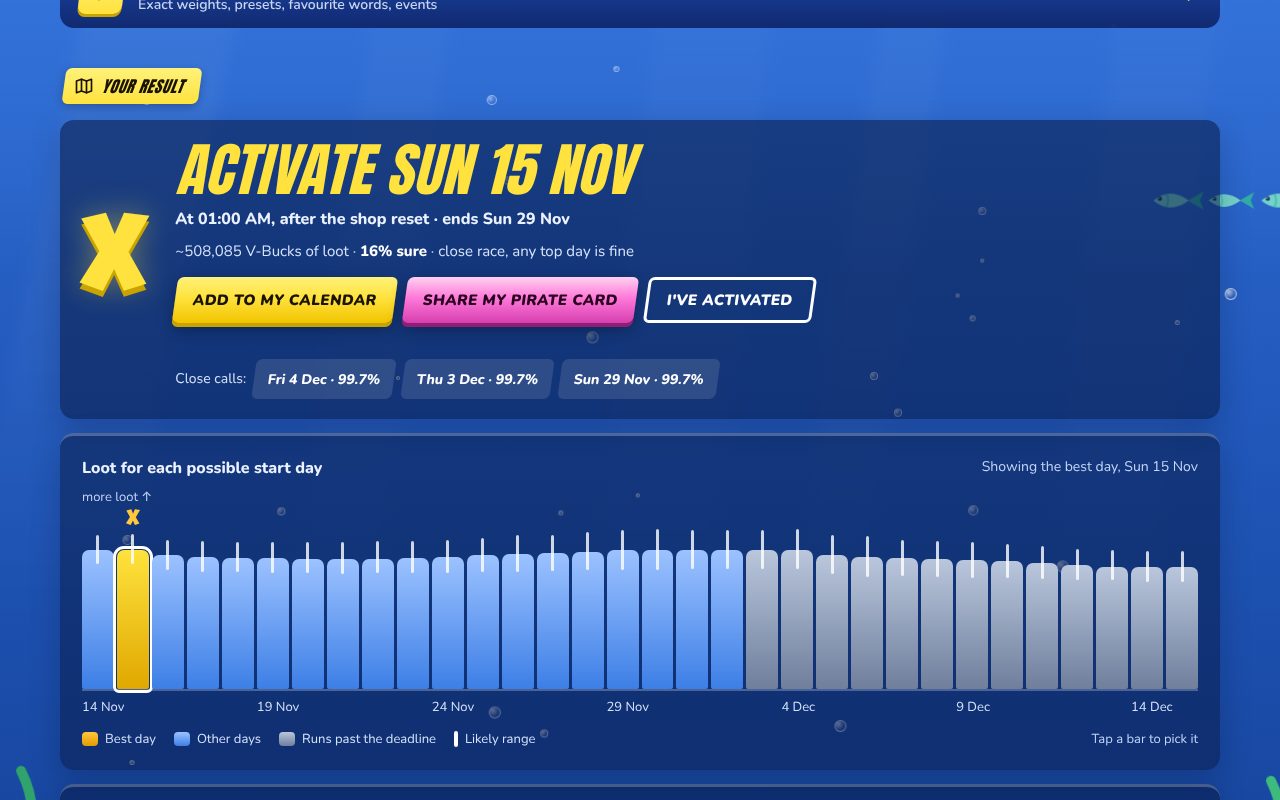 Exact weights, presets, favourite words, events
YOUR RESULT
ACTIVATE SUN 15 NOV
At 01:00 AM, after the shop reset · ends Sun 29 Nov
~508,085 V-Bucks of loot · 16% sure · close race, any top day is fine
ADD TO MY CALENDAR SHARE MY PIRATE CARD I'VE ACTIVATED
Close calls: Fri 4 Dec · 99.7% Thu 3 Dec · 99.7% Sun 29 Nov · 99.7%
Loot for each possible start day Showing the best day, Sun 15 Nov
more loot ↑
X
14 Nov 19 Nov 24 Nov 29 Nov 4 Dec 9 Dec 14 Dec
Best day Other days Runs past the deadline Likely range Tap a bar to pick it